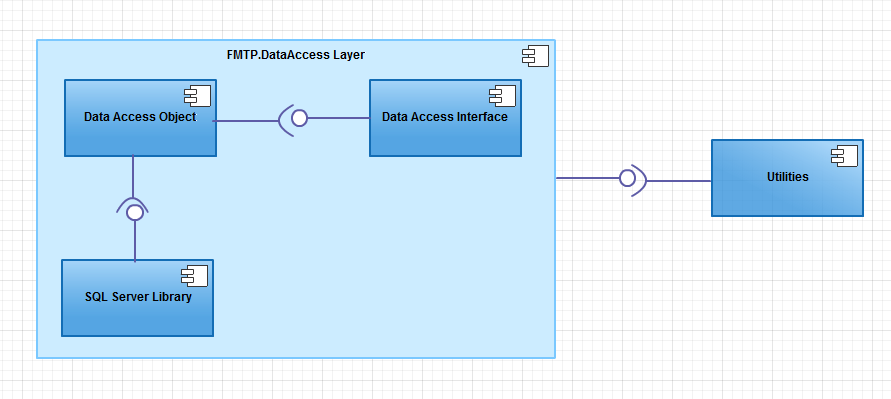 FMTP.DataAccess Layer
Data Access Object
Data Access Interface
Utilities
SQL Server Library